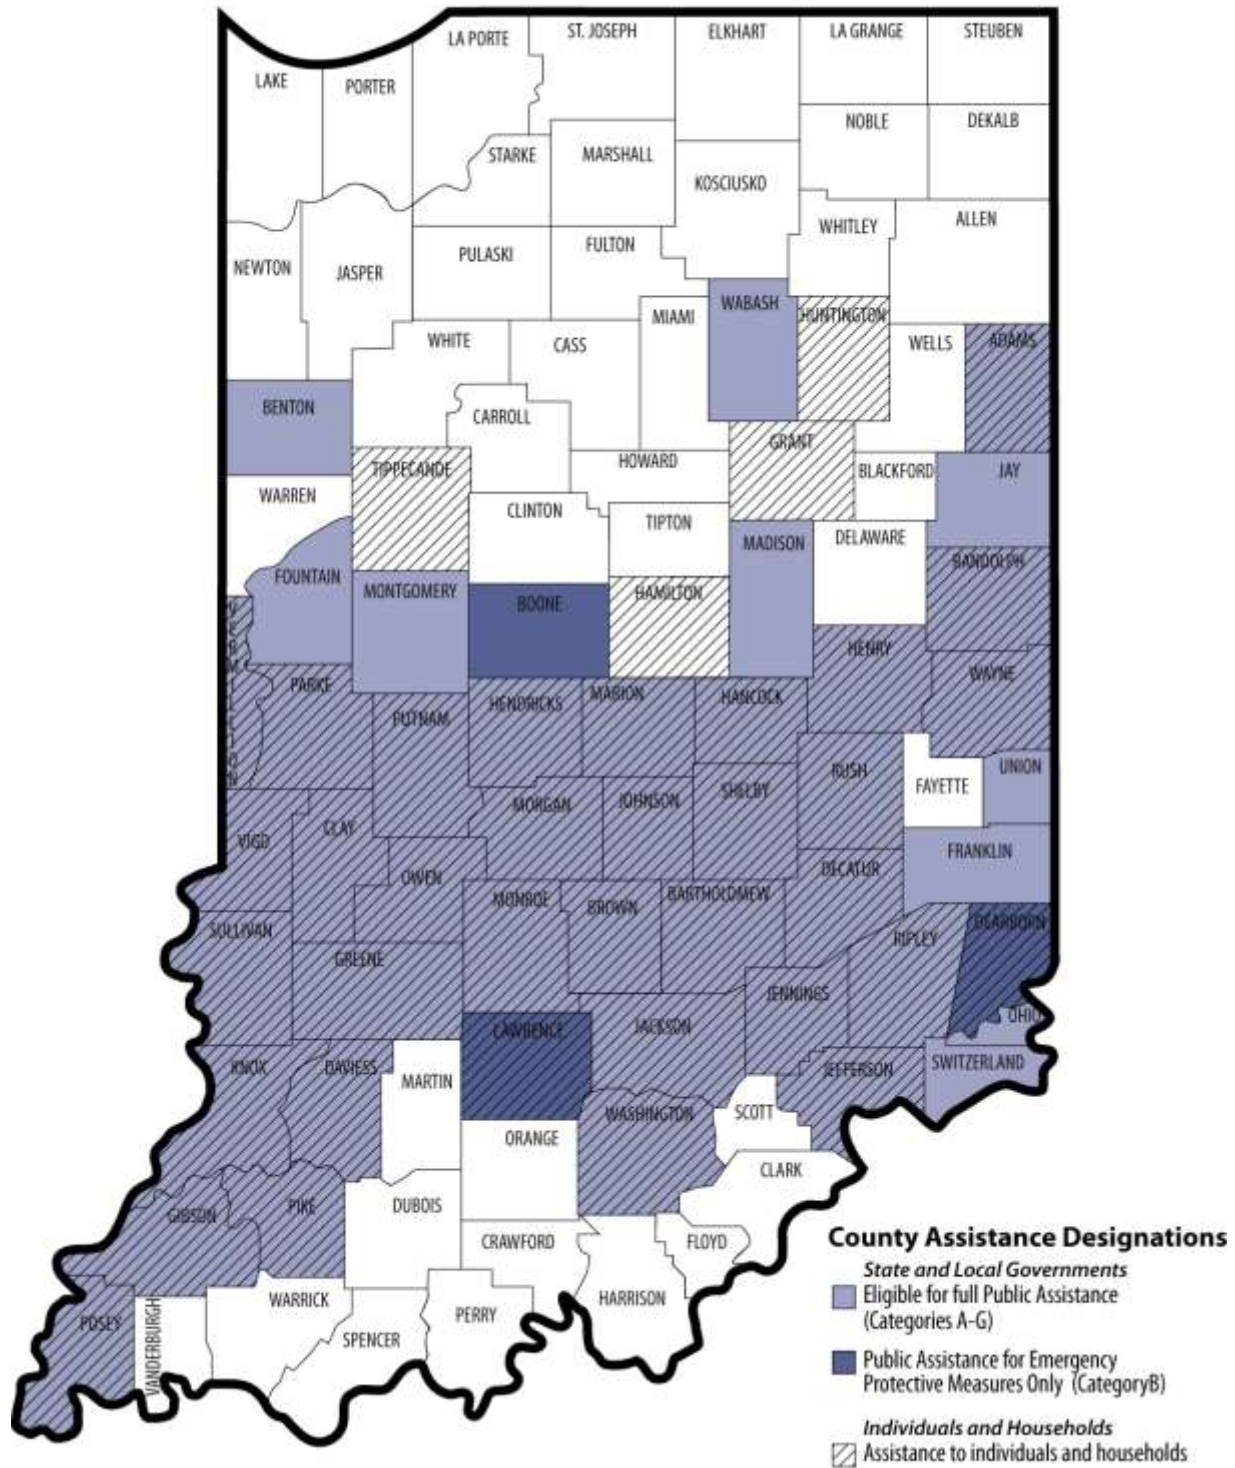 LA PORTE
ST. JOSEPH
ELKHART
LA GRANGE
STEUBEN
LAKE
PORTER
NOBLE
DEKALB
STARKE
MARSHALL
KOSCIUSKO
WHITLEY
ALLEN
NEWTON
JASPER
PULASKI
FULTON
MIAMI
WABASH
HUNTINGTON
WHITE
CASS
WELLS
ADAMS
BENTON
CARROLL
GRANT
TIPPECANOE
HOWARD
BLACKFORD
JAY
WARREN
CLINTON
TIPTON
MADISON
DELAWARE
RANDOLPH
FOUNTAIN
MONTGOMERY
BOONE
HAMILTON
VERMILLION
HENRY
WAYNE
PARKE
PUTNAM
HENDRICKS
MARION
HANCOCK
RUSH
UNION
FAYETTE
MORGAN
JOHNSON
SHELBY
VIGO
CLAY
OWEN
FRANKLIN
DECATUR
MONROE
BROWN
BARTHOLOMEW
SULLIVAN
GREENE
RIPLEY
DEARBORN
JENNINGS
OHIO
LAWRENCE
JACKSON
KNOX
DAVIESS
MARTIN
JEFFERSON
SWITZERLAND
WASHINGTON
SCOTT
ORANGE
CLARK
GIBSON
PIKE
DUBOIS
CRAWFORD
FLOYD
HARRISON
POSEY
VANDERBURGH
WARRICK
SPENCER
PERRY
County Assistance Designations
State and Local Governments
Eligible for full Public Assistance
(Categories A-G)
Public Assistance for Emergency
Protective Measures Only (CategoryB)
Individuals and Households
Assistance to individuals and households